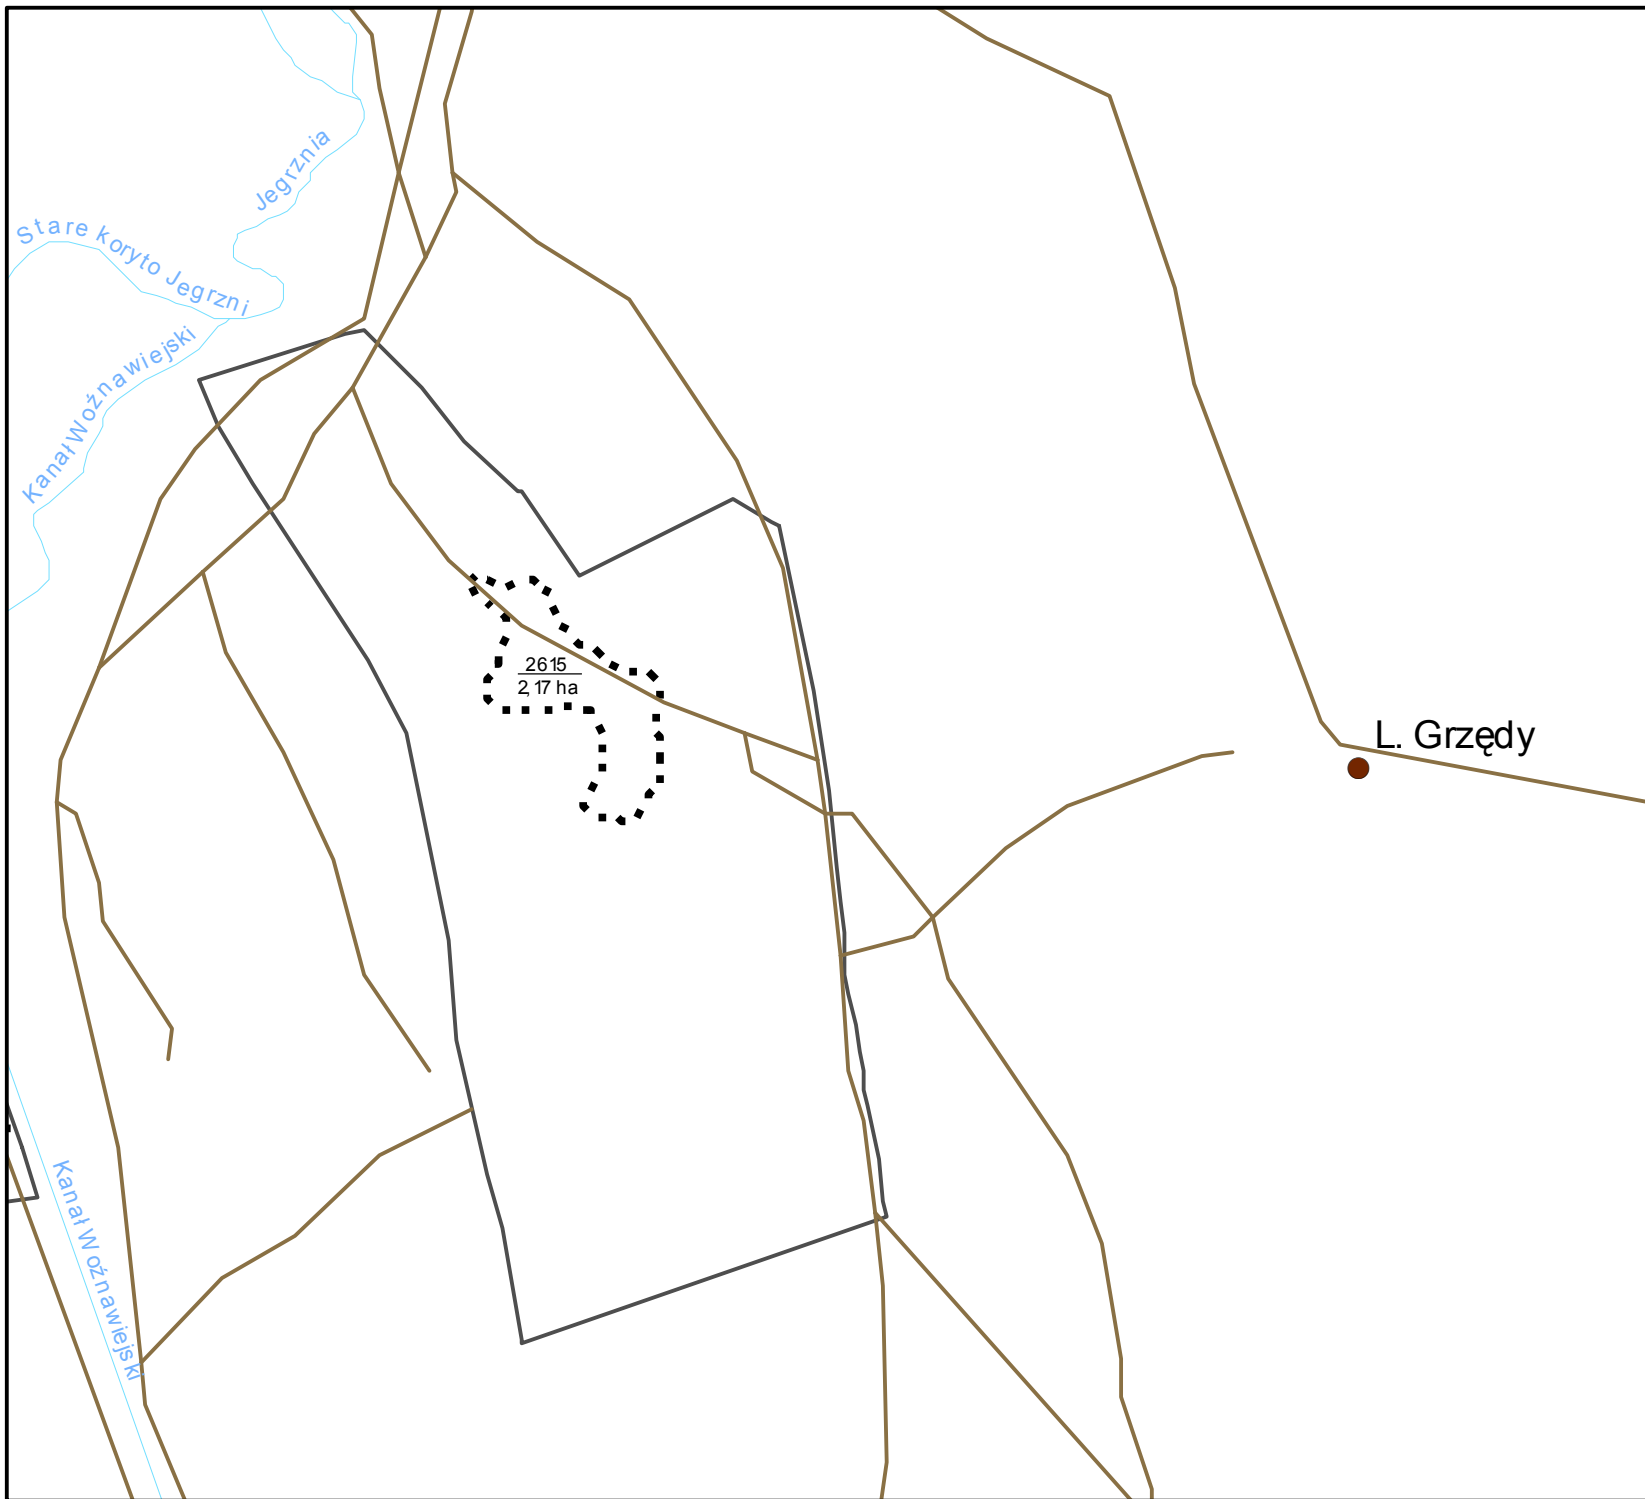 Jegrznia
Stare koryto Jegrzni
Kanał Woźnawiejski
2615
2,17 ha
L. Grzędy
Kanał Woźnawiejski